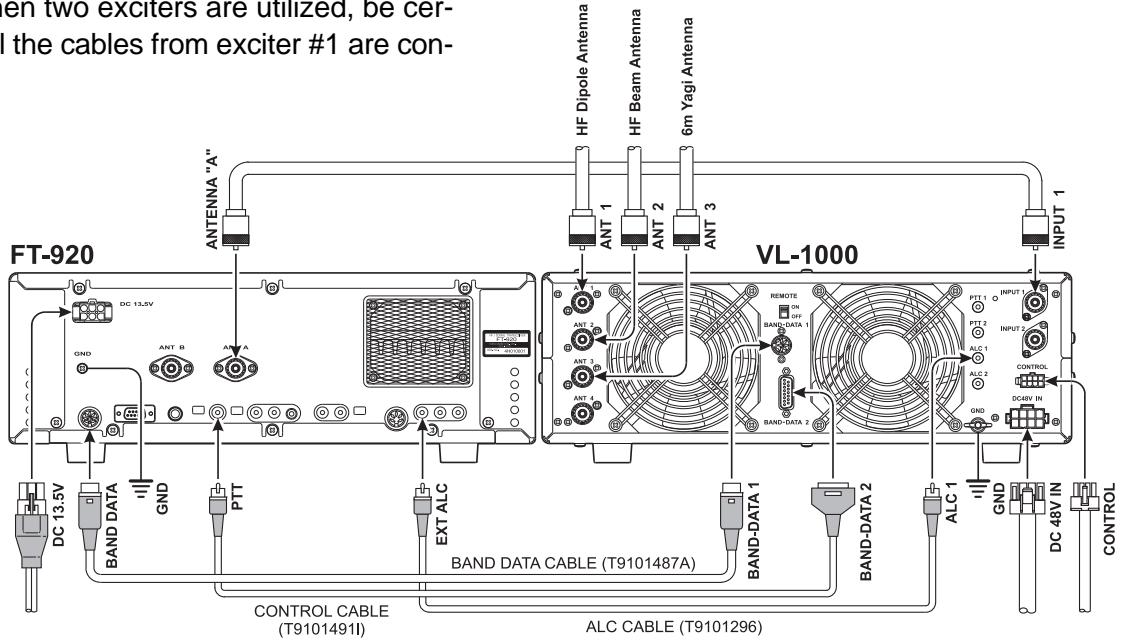 hen two exciters are utilized, be cer-
l the cables from exciter #1 are con-
HF Dipole Antenna
HF Beam Antenna
6m Yagi Antenna
ANTENNA "A"
ANT 1
ANT 2
ANT 3
INPUT 1
FT-920
VL-1000
DC 13.5V
GND
ANT B
ANT A
FT-920
ANT 1
ANT 2
ANT 3
ANT 4
REMOTE
ON
OFF
BAND-DATA 1
BAND-DATA 2
PTT 1
PTT 2
ALC 1
ALC 2
INPUT 1
INPUT 2
CONTROL
DC48V IN
GND
DC 13.5V
BAND DATA
GND
PTT
EXT ALC
BAND-DATA 1
BAND-DATA 2
ALC 1
GND
DC 48V IN
CONTROL
BAND DATA CABLE (T9101487A)
CONTROL CABLE
(T9101491I)
ALC CABLE (T9101296)